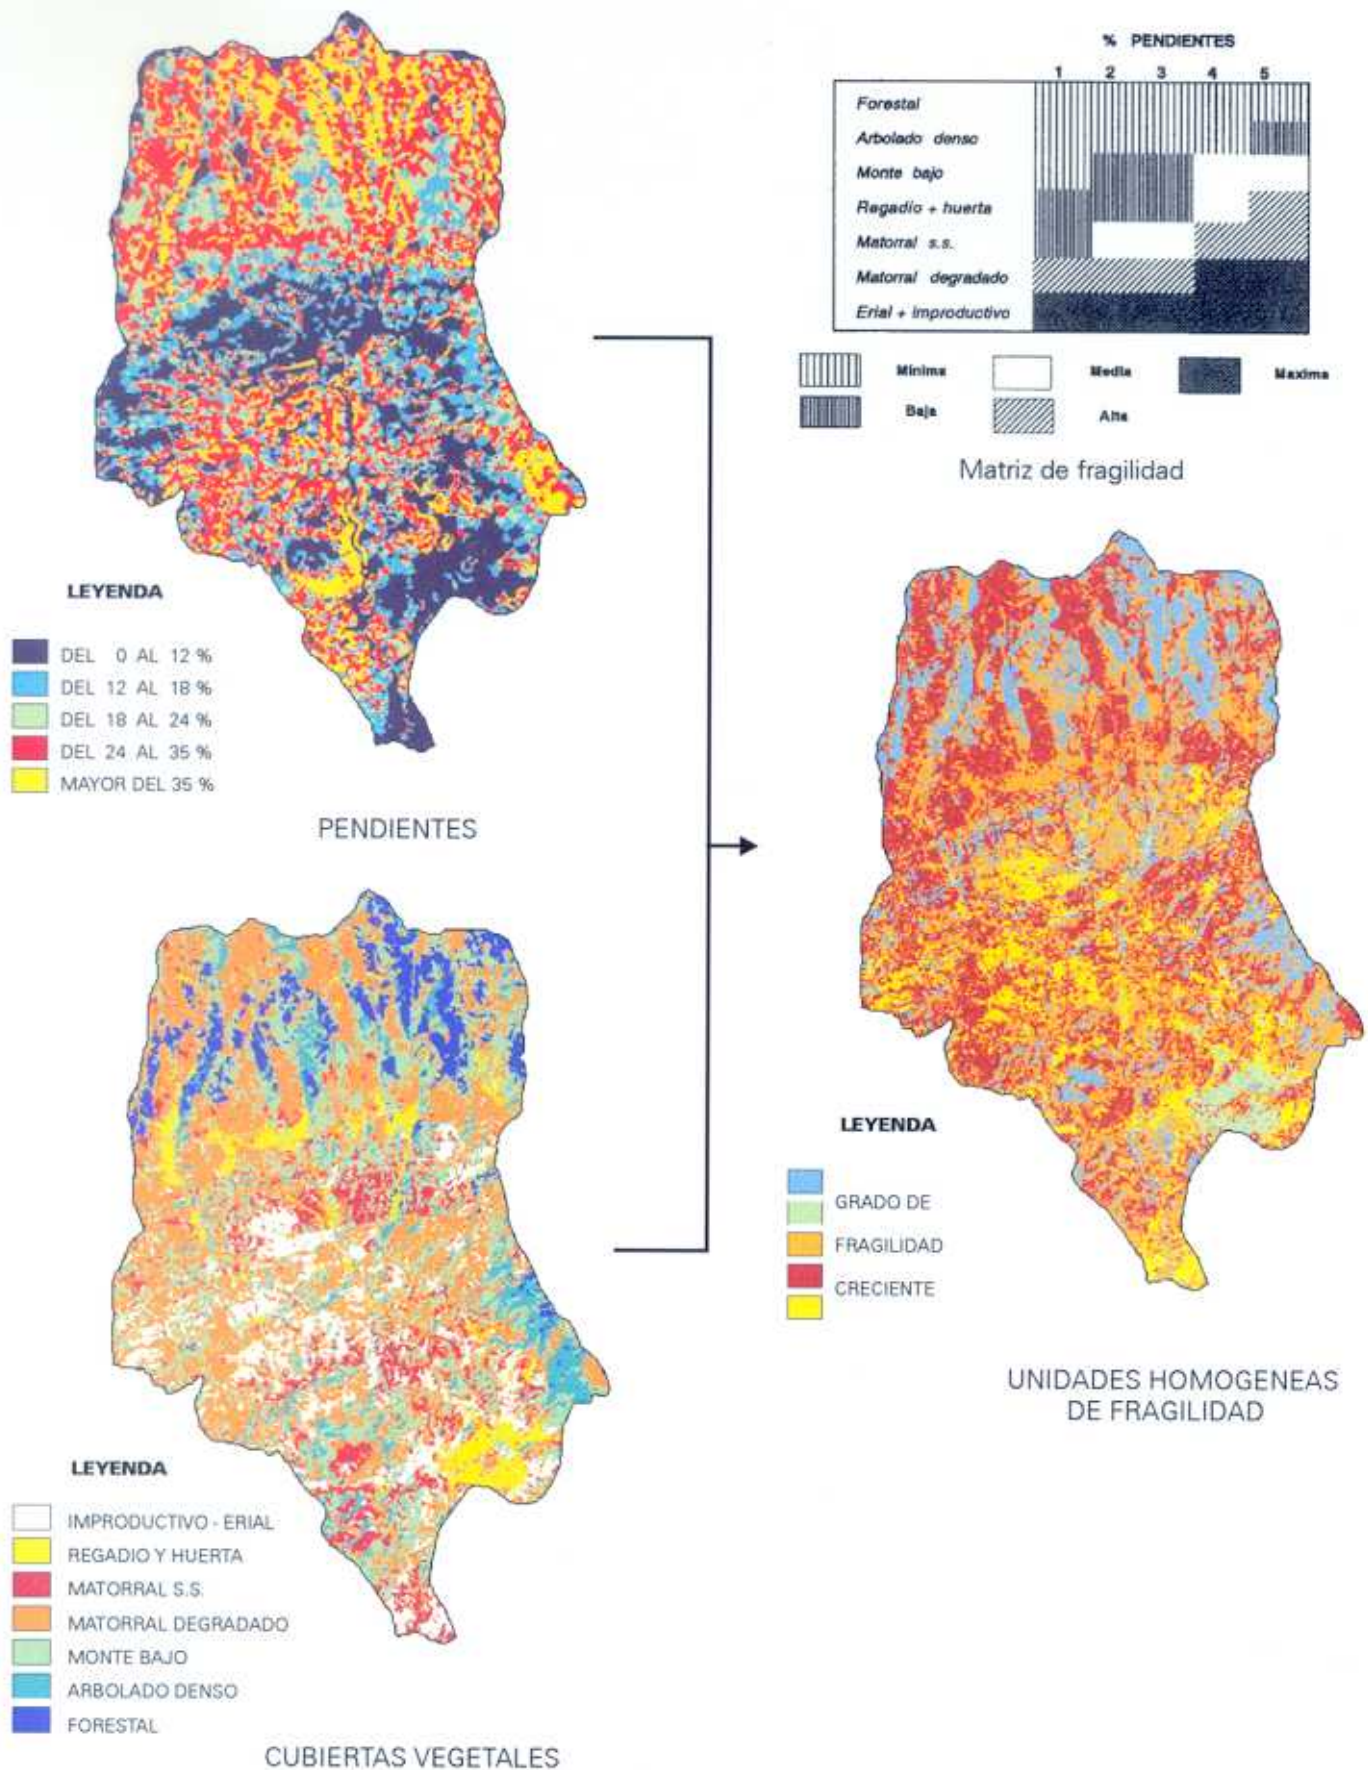 % PENDIENTES
1 2 3 4 5
Forestal
Arbolado denso
Monte bajo
Regadio + huerta
Matorral s.s.
Matorral degradado
Erial + improductivo
Minima Media Maxima
Baja Alta
Matriz de fragilidad
LEYENDA
DEL 0 AL 12 %
DEL 12 AL 18 %
DEL 18 AL 24 %
DEL 24 AL 35 %
MAYOR DEL 35 %
PENDIENTES
LEYENDA
IMPRODUCTIVO - ERIAL
REGADIO Y HUERTA
MATORRAL S.S.
MATORRAL DEGRADADO
MONTE BAJO
ARBOLADO DENSO
FORESTAL
CUBIERTAS VEGETALES
LEYENDA
GRADO DE
FRAGILIDAD
CRECIENTE
UNIDADES HOMOGENEAS
DE FRAGILIDAD